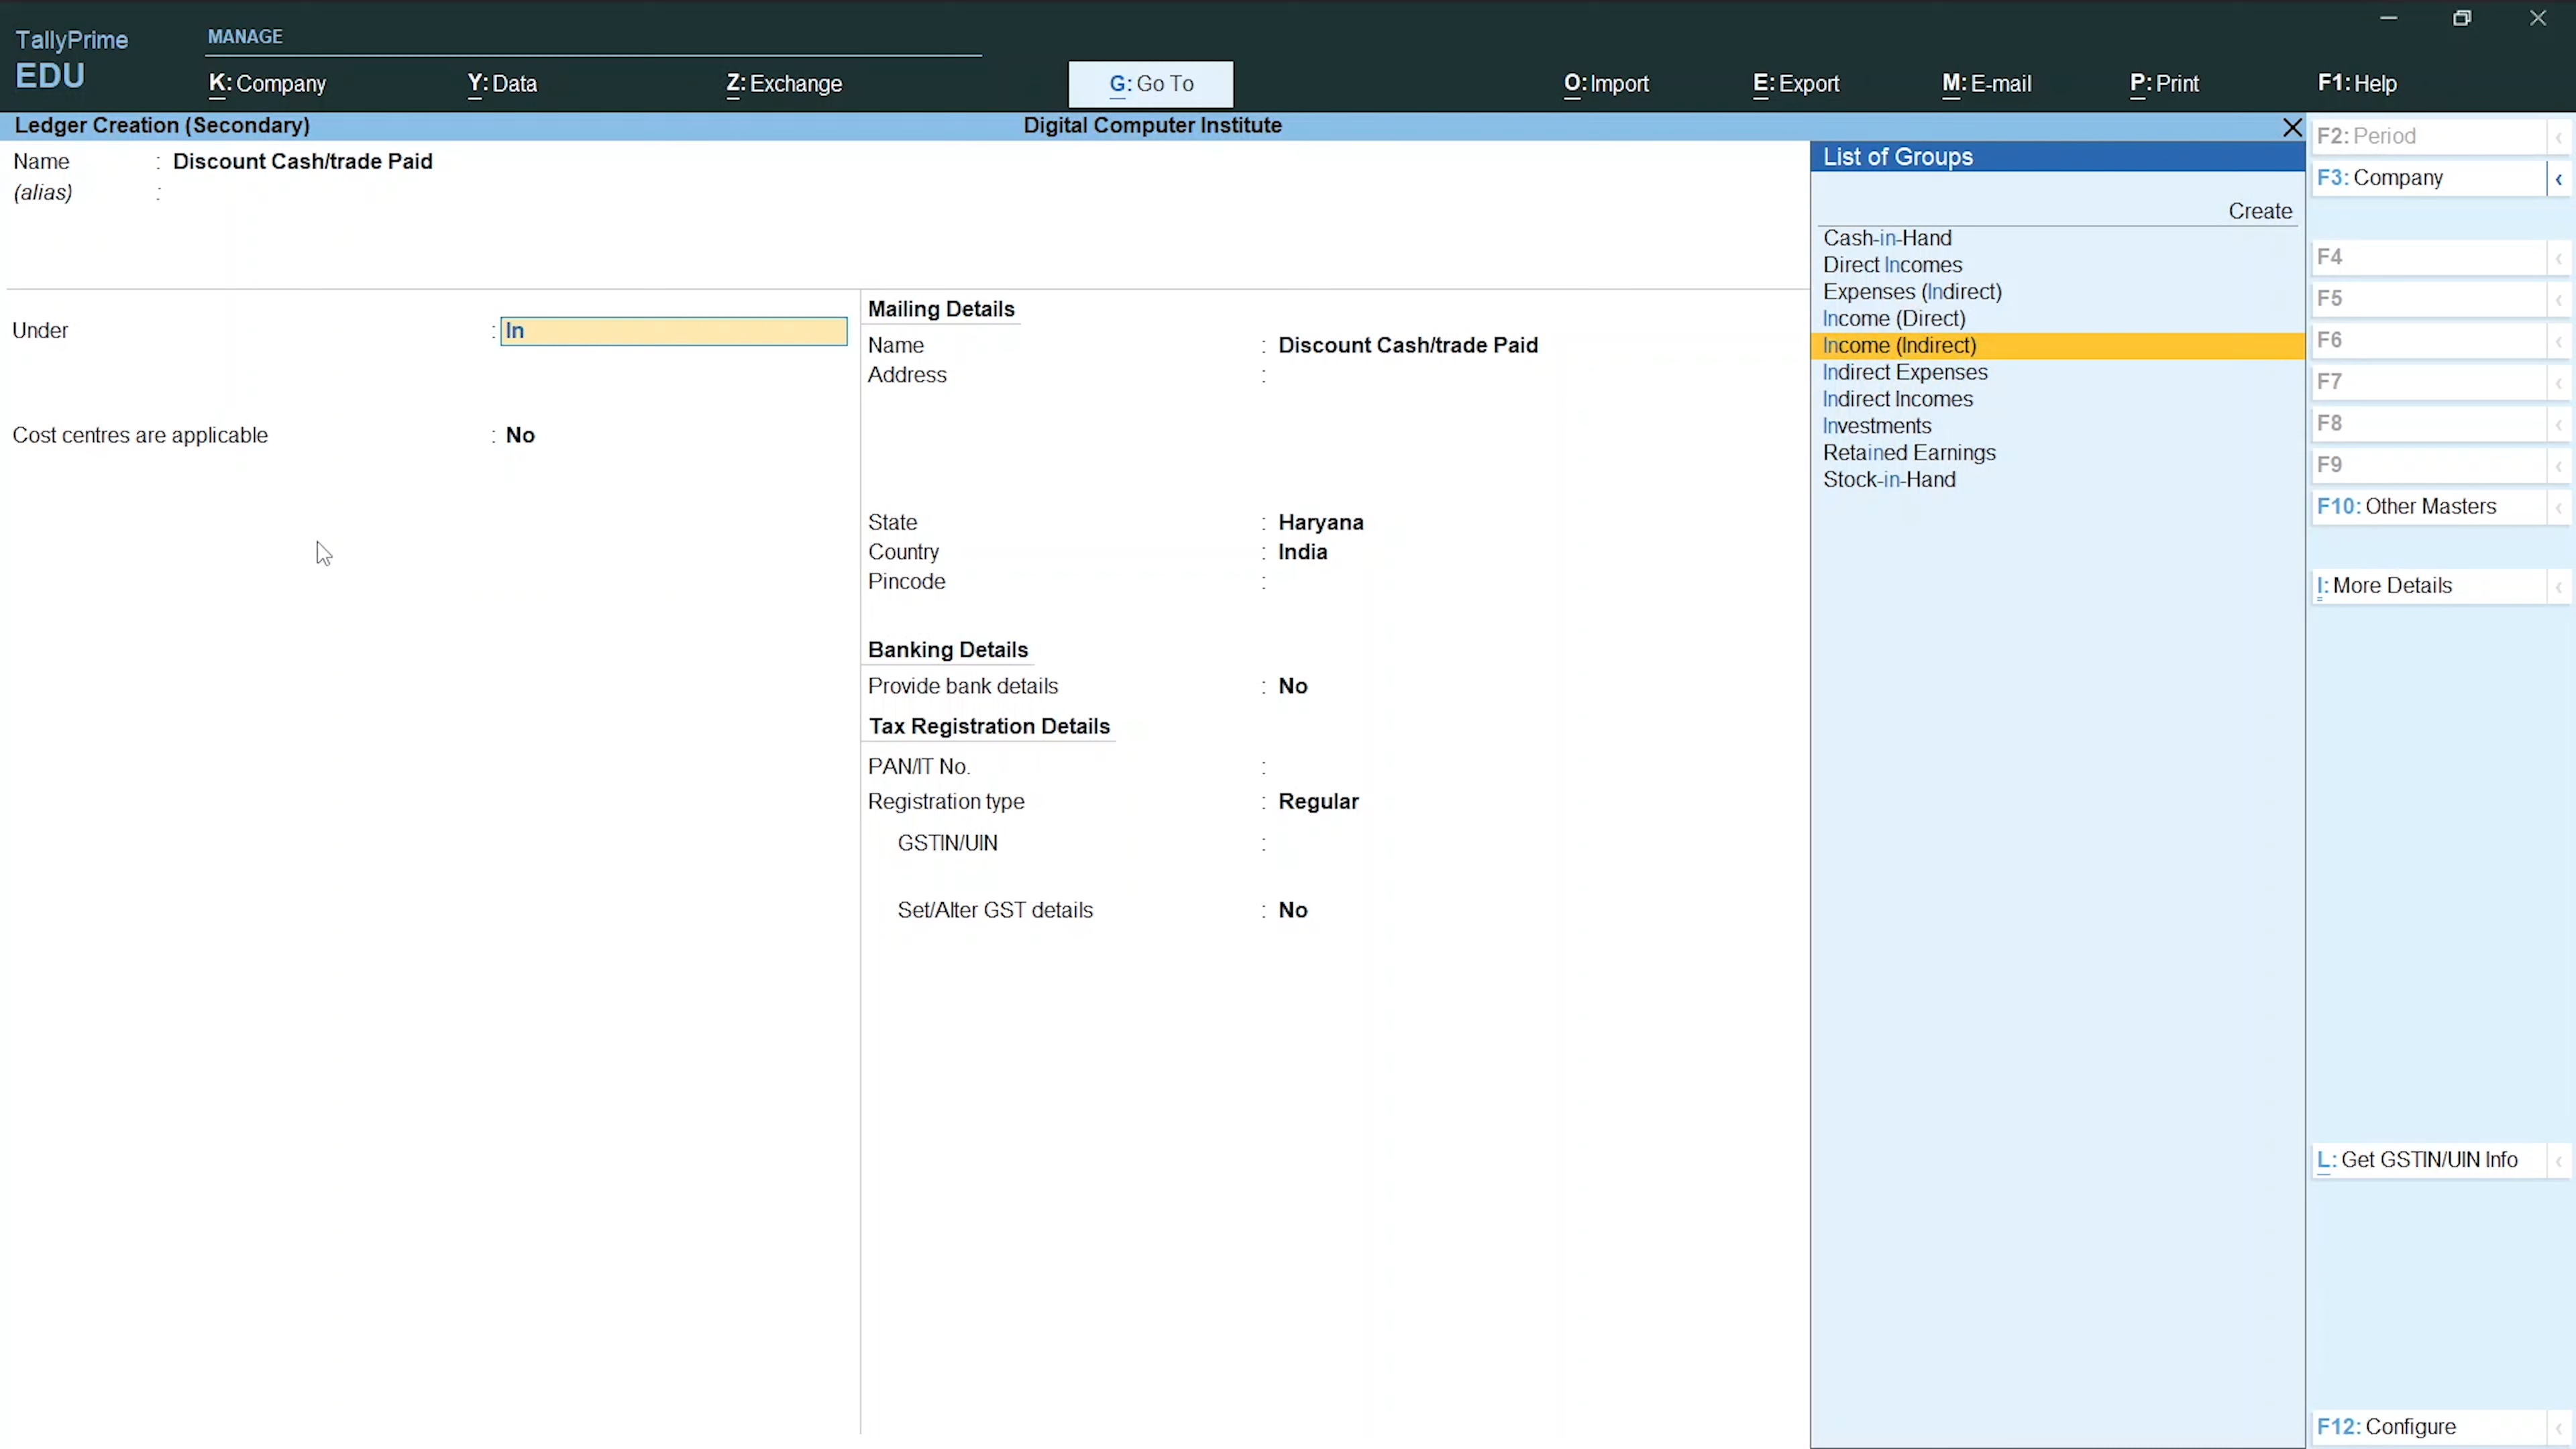 TallyPrime
EDU
MANAGE
K: Company
Y: Data
Z: Exchange
G: Go To
O: Import
E: Export
M: E-mail
P: Print
F1: Help
Ledger Creation (Secondary)
Digital Computer Institute
Name : Discount Cash/trade Paid
(alias) :
Under : In
Cost centres are applicable : No
Mailing Details
Name : Discount Cash/trade Paid
Address :
State : Haryana
Country : India
Pincode :
Banking Details
Provide bank details : No
Tax Registration Details
PAN/IT No. :
Registration type : Regular
GSTIN/UIN :
Set/Alter GST details : No
List of Groups
Create
Cash-in-Hand
Direct Incomes
Expenses (Indirect)
Income (Direct)
Income (Indirect)
Indirect Expenses
Indirect Incomes
Investments
Retained Earnings
Stock-in-Hand
F2: Period
F3: Company
F4
F5
F6
F7
F8
F9
F10: Other Masters
I: More Details
L: Get GSTIN/UIN Info
F12: Configure